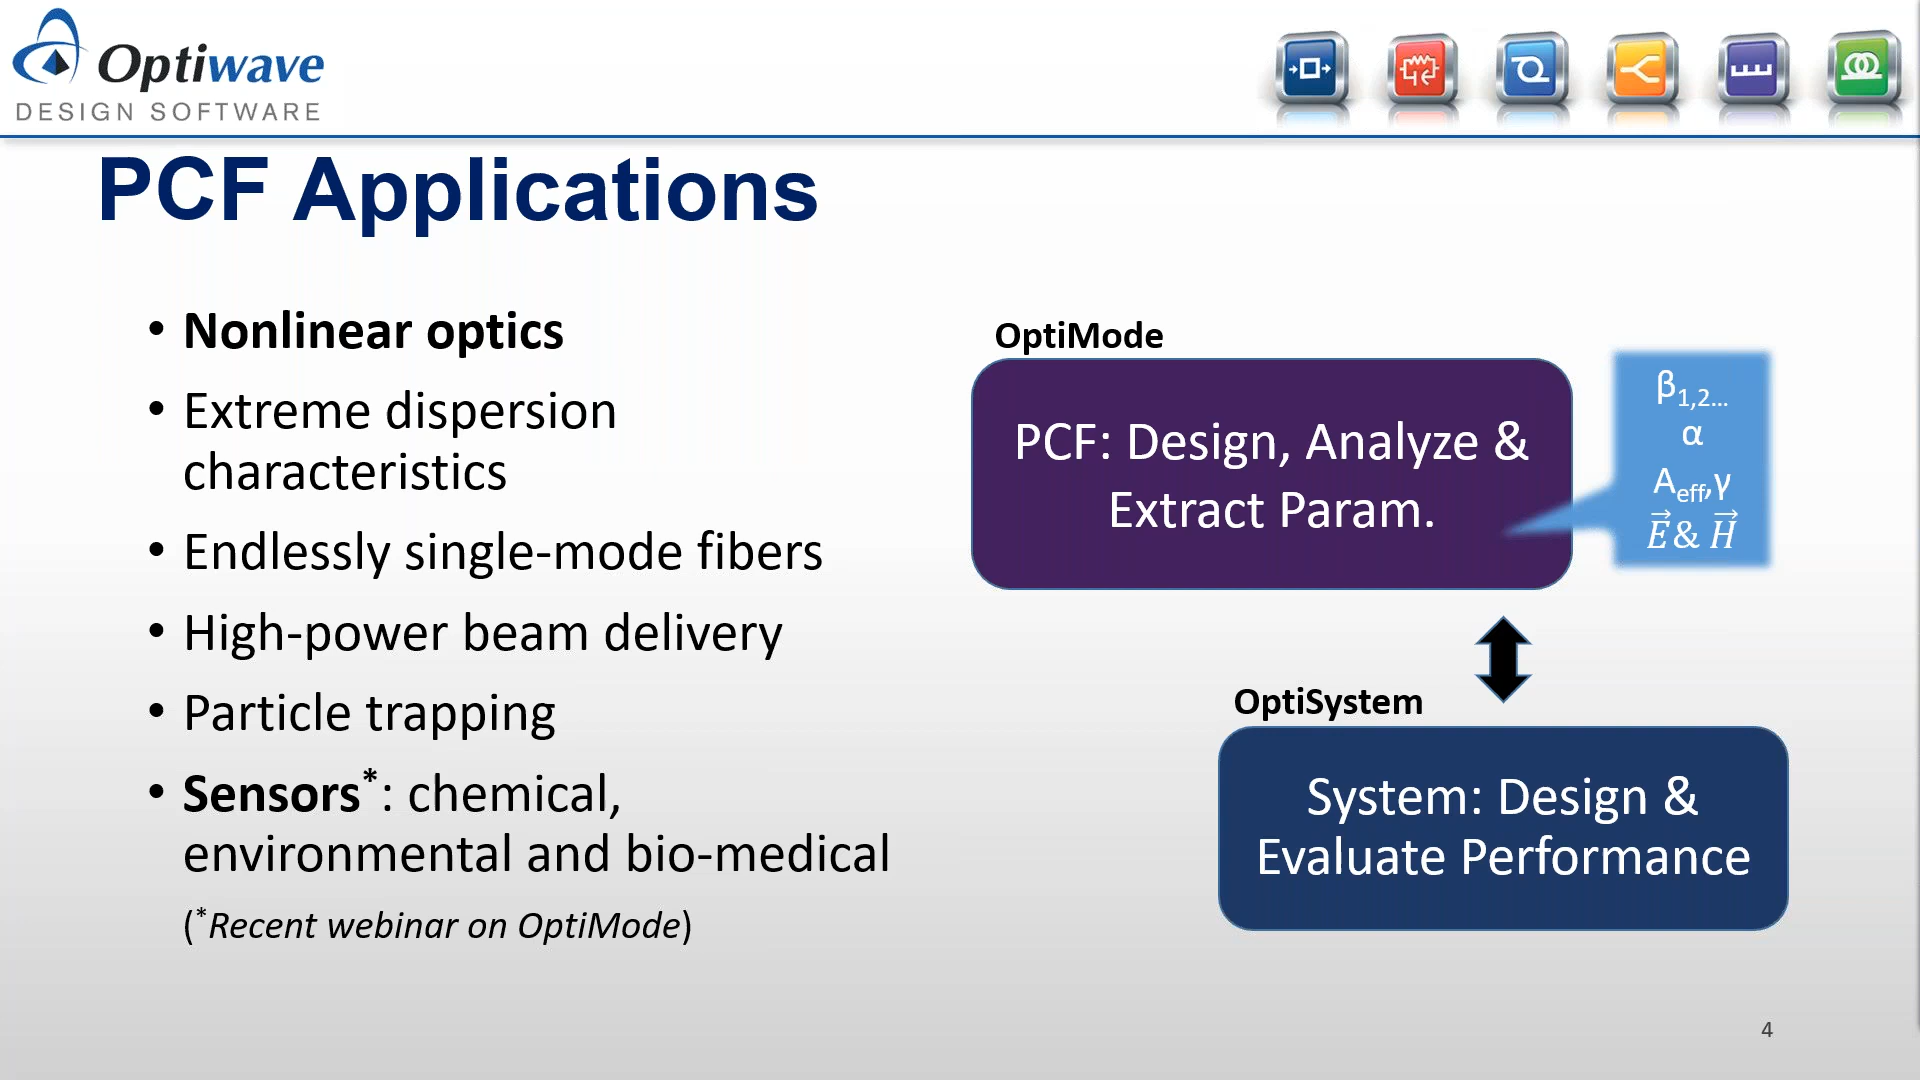 Optiwave
DESIGN SOFTWARE
PCF Applications
• Nonlinear optics
• Extreme dispersion
characteristics
• Endlessly single-mode fibers
• High-power beam delivery
• Particle trapping
• Sensors*: chemical,
environmental and bio-medical
(*Recent webinar on OptiMode)
OptiMode
PCF: Design, Analyze &
Extract Param.
β1,2...
α
Aeff,γ
E⃗ & H⃗
OptiSystem
System: Design &
Evaluate Performance
4